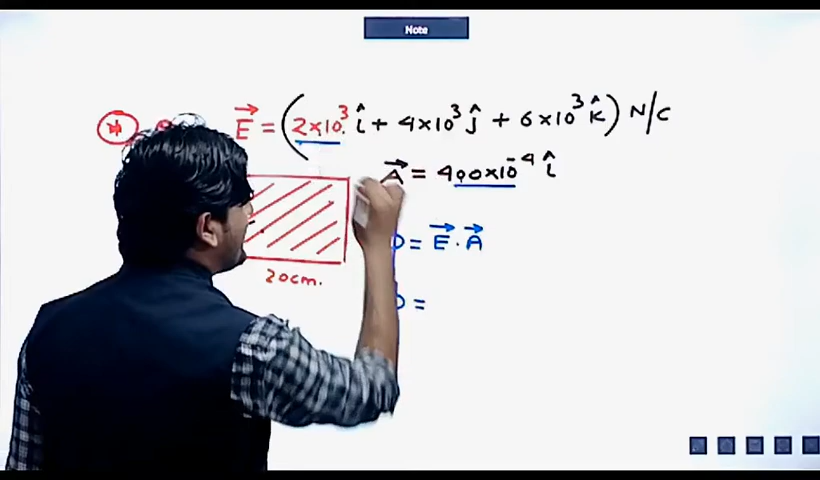 Note
E⃗ = (2×10³ î + 4×10³ ĵ + 6×10³ k̂) N/C
A⃗ = 400×10⁻⁴ î
= E⃗ · A⃗
20cm.
=